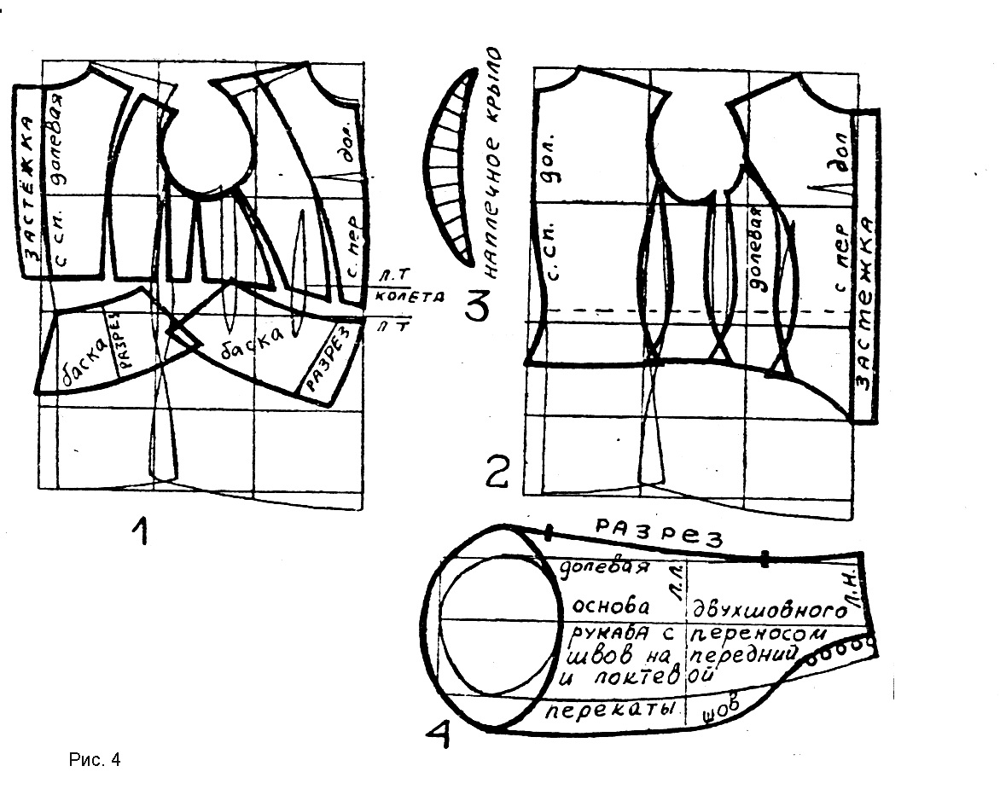 ЗАСТЁЖКА
с сп. долевая
дол.
с. пер
Л.Т
КОЛЕТА
Л Т
баска
РАЗРЕЗ
баска
РАЗРЕЗ
1
НАПЛЕЧНОЕ КРЫЛО
3
дол.
с. сп.
долевая
дол
с пер
ЗАСТЕЖКА
2
РАЗРЕЗ
долевая
Л.Л.
Л.Н.
основа двухшовного
рукава с переносом
швов на передний
и локтевой
перекаты
шов
4
Рис. 4